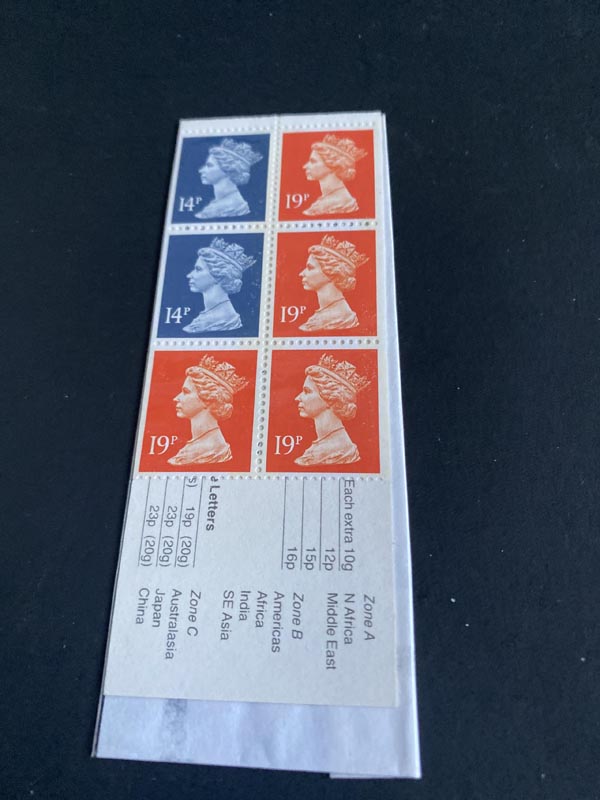 14P
19P
14P
19P
19P
19P
Each extra 10g
12p
15p
16p
Letters
s) 19p (20g)
23p (20g)
23p (20g)
Zone A
N Africa
Middle East
Zone B
Americas
Africa
India
SE Asia
Zone C
Australasia
Japan
China